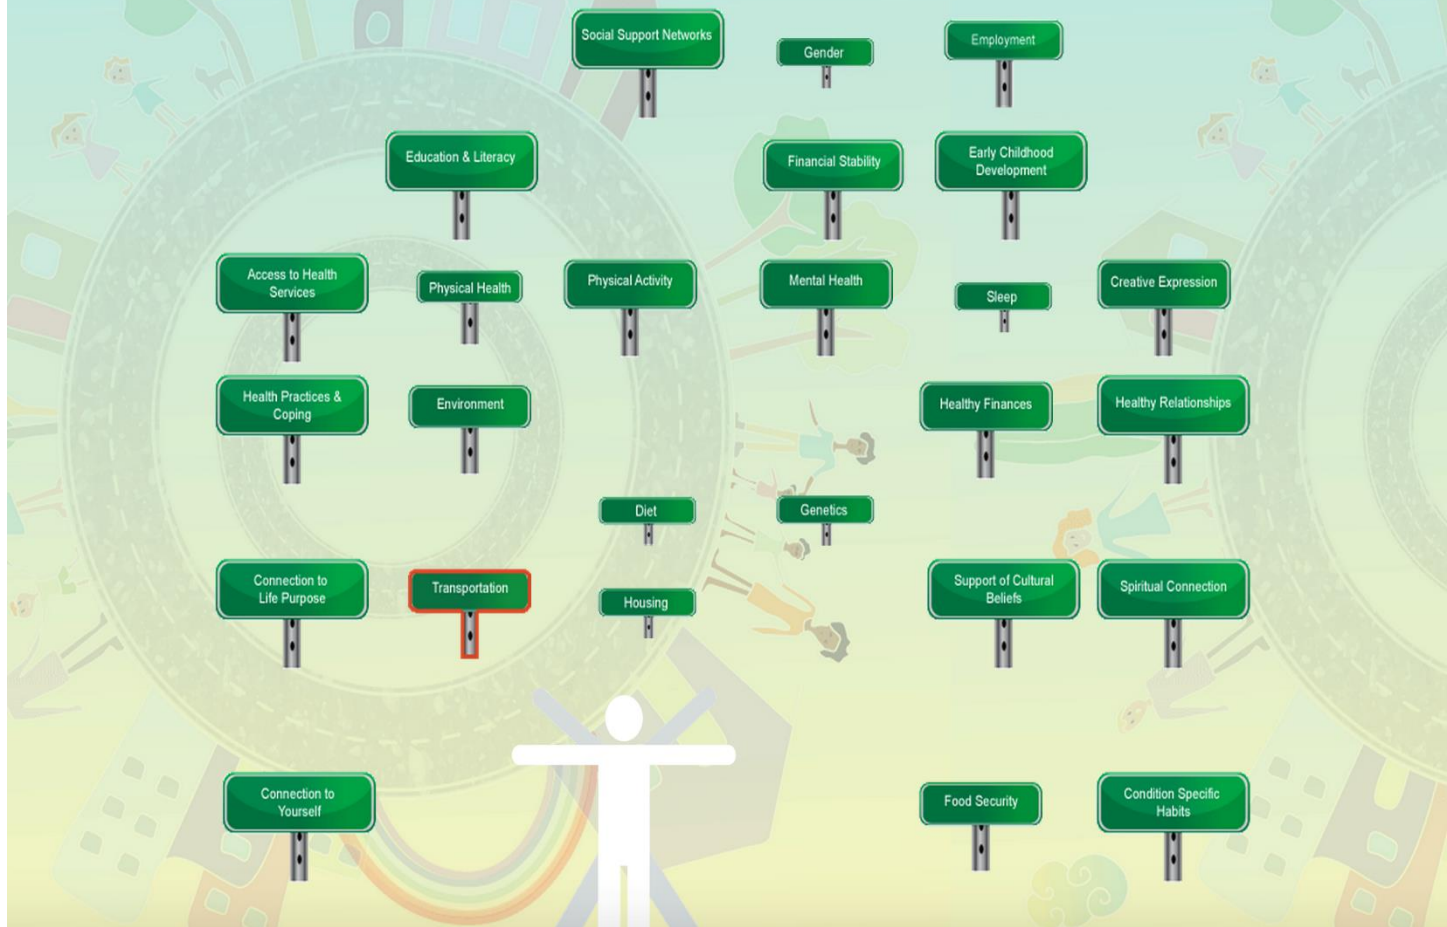 Social Support Networks
Gender
Employment
Education & Literacy
Financial Stability
Early Childhood
Development
Access to Health
Services
Physical Health
Physical Activity
Mental Health
Sleep
Creative Expression
Health Practices &
Coping
Environment
Healthy Finances
Healthy Relationships
Diet
Genetics
Connection to
Life Purpose
Transportation
Housing
Support of Cultural
Beliefs
Spiritual Connection
Connection to
Yourself
Food Security
Condition Specific
Habits